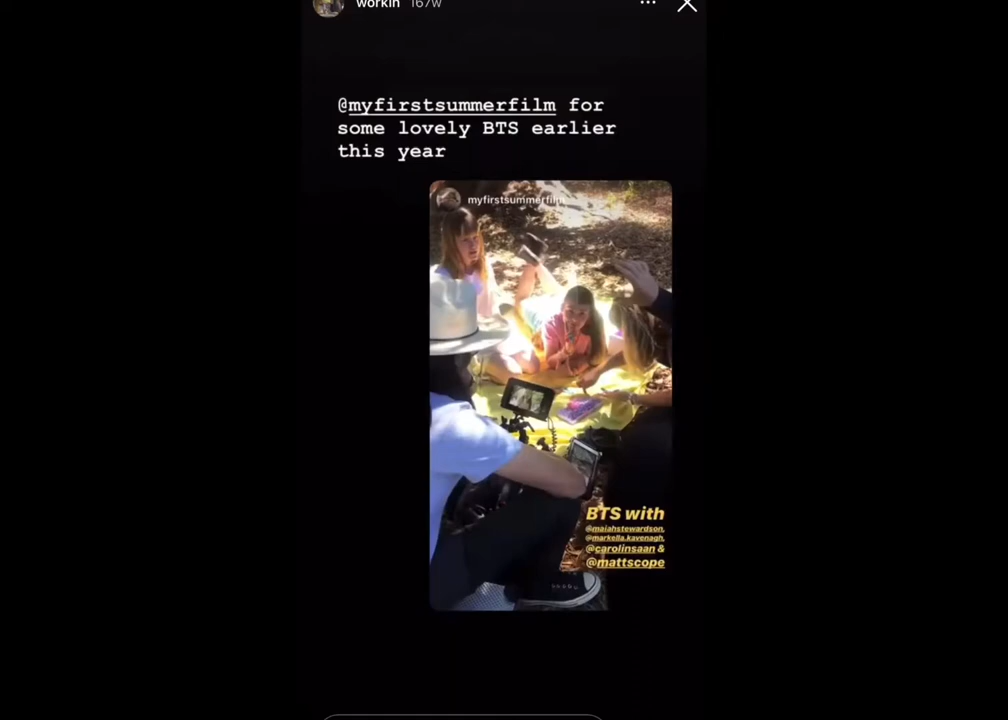 workin 167w
@myfirstsummerfilm for
some lovely BTS earlier
this year
myfirstsummerfilm
BTS with
@maiahstewardson,
@markella.kavenagh,
@carolinsaan &
@mattscope